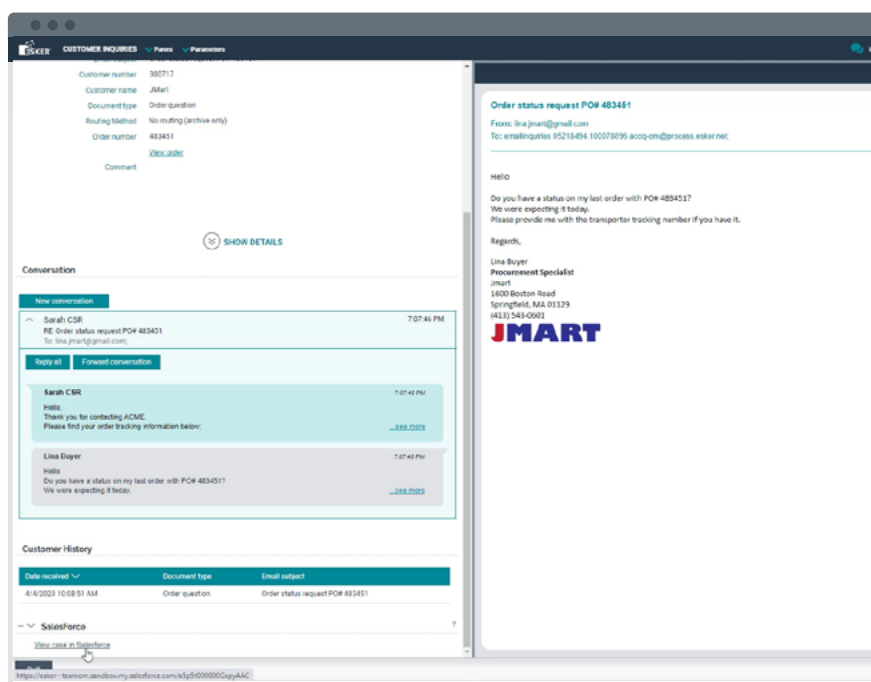 ESKER CUSTOMER INQUIRIES Panes Parameters
Customer number 300717
Customer name JMart
Document type Order question
Routing Method No routing (archive only)
Order number 483451
View order
Comment
SHOW DETAILS
Conversation
New conversation
Sarah CSR 7:07:46 PM
RE: Order status request PO# 483451
To: lina.jmart@gmail.com;
Reply all Forward conversation
Sarah CSR
Hello,
Thank you for contacting ACME.
Please find your order tracking information below:
...see more
Lina Buyer
Hello
Do you have a status on my last order with PO# 483451?
We were expecting it today.
...see more
Customer History
Date received Document type Email subject
4/4/2023 10:08:51 AM Order question Order status request PO# 483451
SalesForce ?
View case in Salesforce
Order status request PO# 483451
From: lina.jmart@gmail.com
Hello
Do you have a status on my last order with PO# 483451?
We were expecting it today.
Please provide me with the transporter tracking number if you have it.
Regards,
Lina Buyer
Procurement Specialist
Jmart
1600 Boston Road
Springfield, MA 01129
(413) 543-0601
JMART